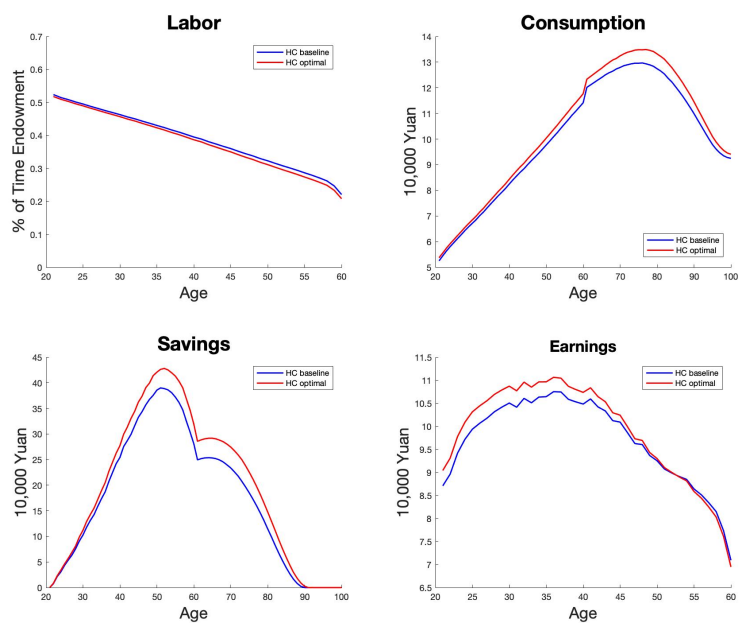 Labor
0.7
0.6
0.5
0.4
0.3
0.2
0.1
0
% of Time Endowment
HC baseline
HC optimal
20 25 30 35 40 45 50 55 60
Age
Consumption
14
13
12
11
10
9
8
7
6
5
10,000 Yuan
HC baseline
HC optimal
20 30 40 50 60 70 80 90 100
Age
Savings
45
40
35
30
25
20
15
10
5
0
10,000 Yuan
HC baseline
HC optimal
20 30 40 50 60 70 80 90 100
Age
Earnings
11.5
11
10.5
10
9.5
9
8.5
8
7.5
7
6.5
10,000 Yuan
HC baseline
HC optimal
20 25 30 35 40 45 50 55 60
Age